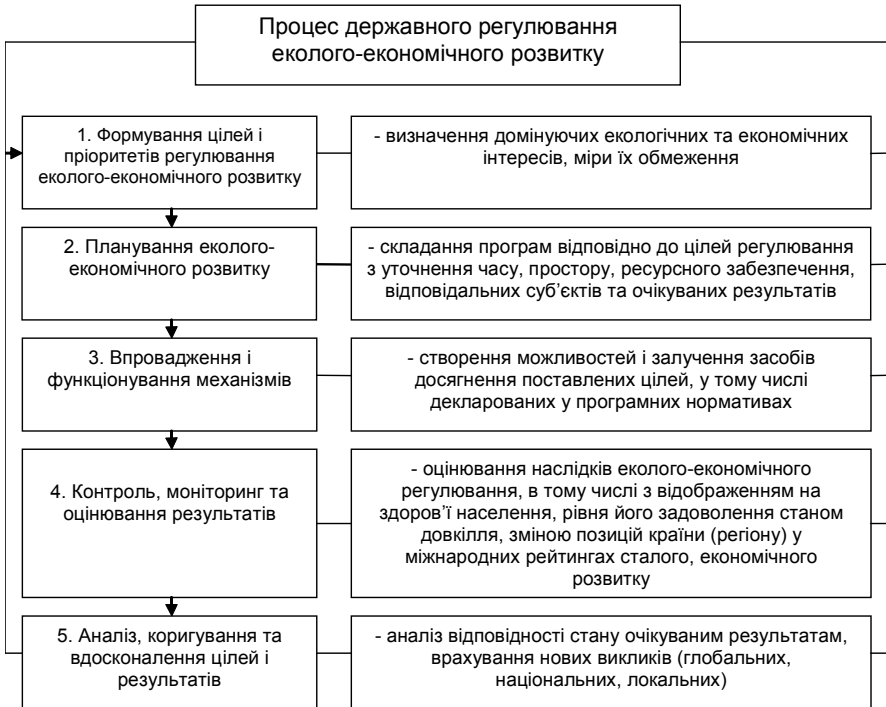 Процес державного регулювання
еколого-економічного розвитку
1. Формування цілей і
пріоритетів регулювання
еколого-економічного розвитку
- визначення домінуючих екологічних та економічних
інтересів, міри їх обмеження
2. Планування еколого-
економічного розвитку
- складання програм відповідно до цілей регулювання
з уточнення часу, простору, ресурсного забезпечення,
відповідальних суб’єктів та очікуваних результатів
3. Впровадження і
функціонування механізмів
- створення можливостей і залучення засобів
досягнення поставлених цілей, у тому числі
декларованих у програмних нормативах
4. Контроль, моніторинг та
оцінювання результатів
- оцінювання наслідків еколого-економічного
регулювання, в тому числі з відображенням на
здоров’ї населення, рівня його задоволення станом
довкілля, зміною позицій країни (регіону) у
міжнародних рейтингах сталого, економічного
розвитку
5. Аналіз, коригування та
вдосконалення цілей і
результатів
- аналіз відповідності стану очікуваним результатам,
врахування нових викликів (глобальних,
національних, локальних)